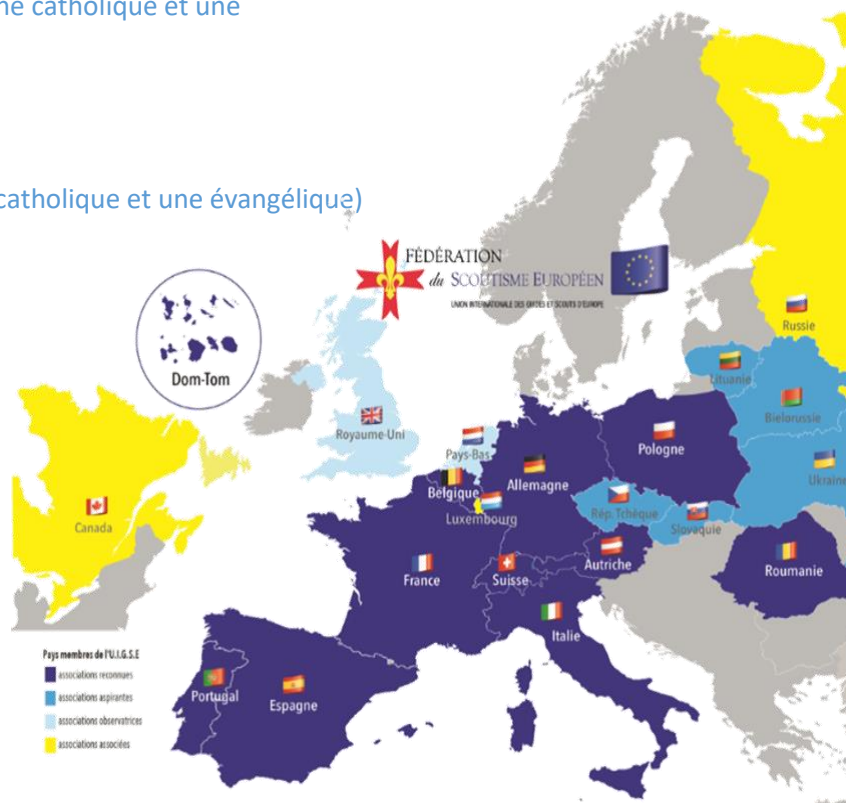 ne catholique et une
catholique et une évangélique)
FÉDÉRATION
du SCOUTISME EUROPÉEN
UNION INTERNATIONALE DES GUIDES ET SCOUTS D'EUROPE
Russie
Dom-Tom
Lituanie
Royaume-Uni
Bielorussie
Pays-Bas
Pologne
Ukraine
Belgique
Allemagne
Canada
Luxembourg
Rép. Tchèque
Slovaquie
Autriche
France
Suisse
Roumanie
Italie
Pays membres de l'U.I.G.S.E
associations reconnues
Portugal
Espagne
associations aspirantes
associations observatrices
associations associées